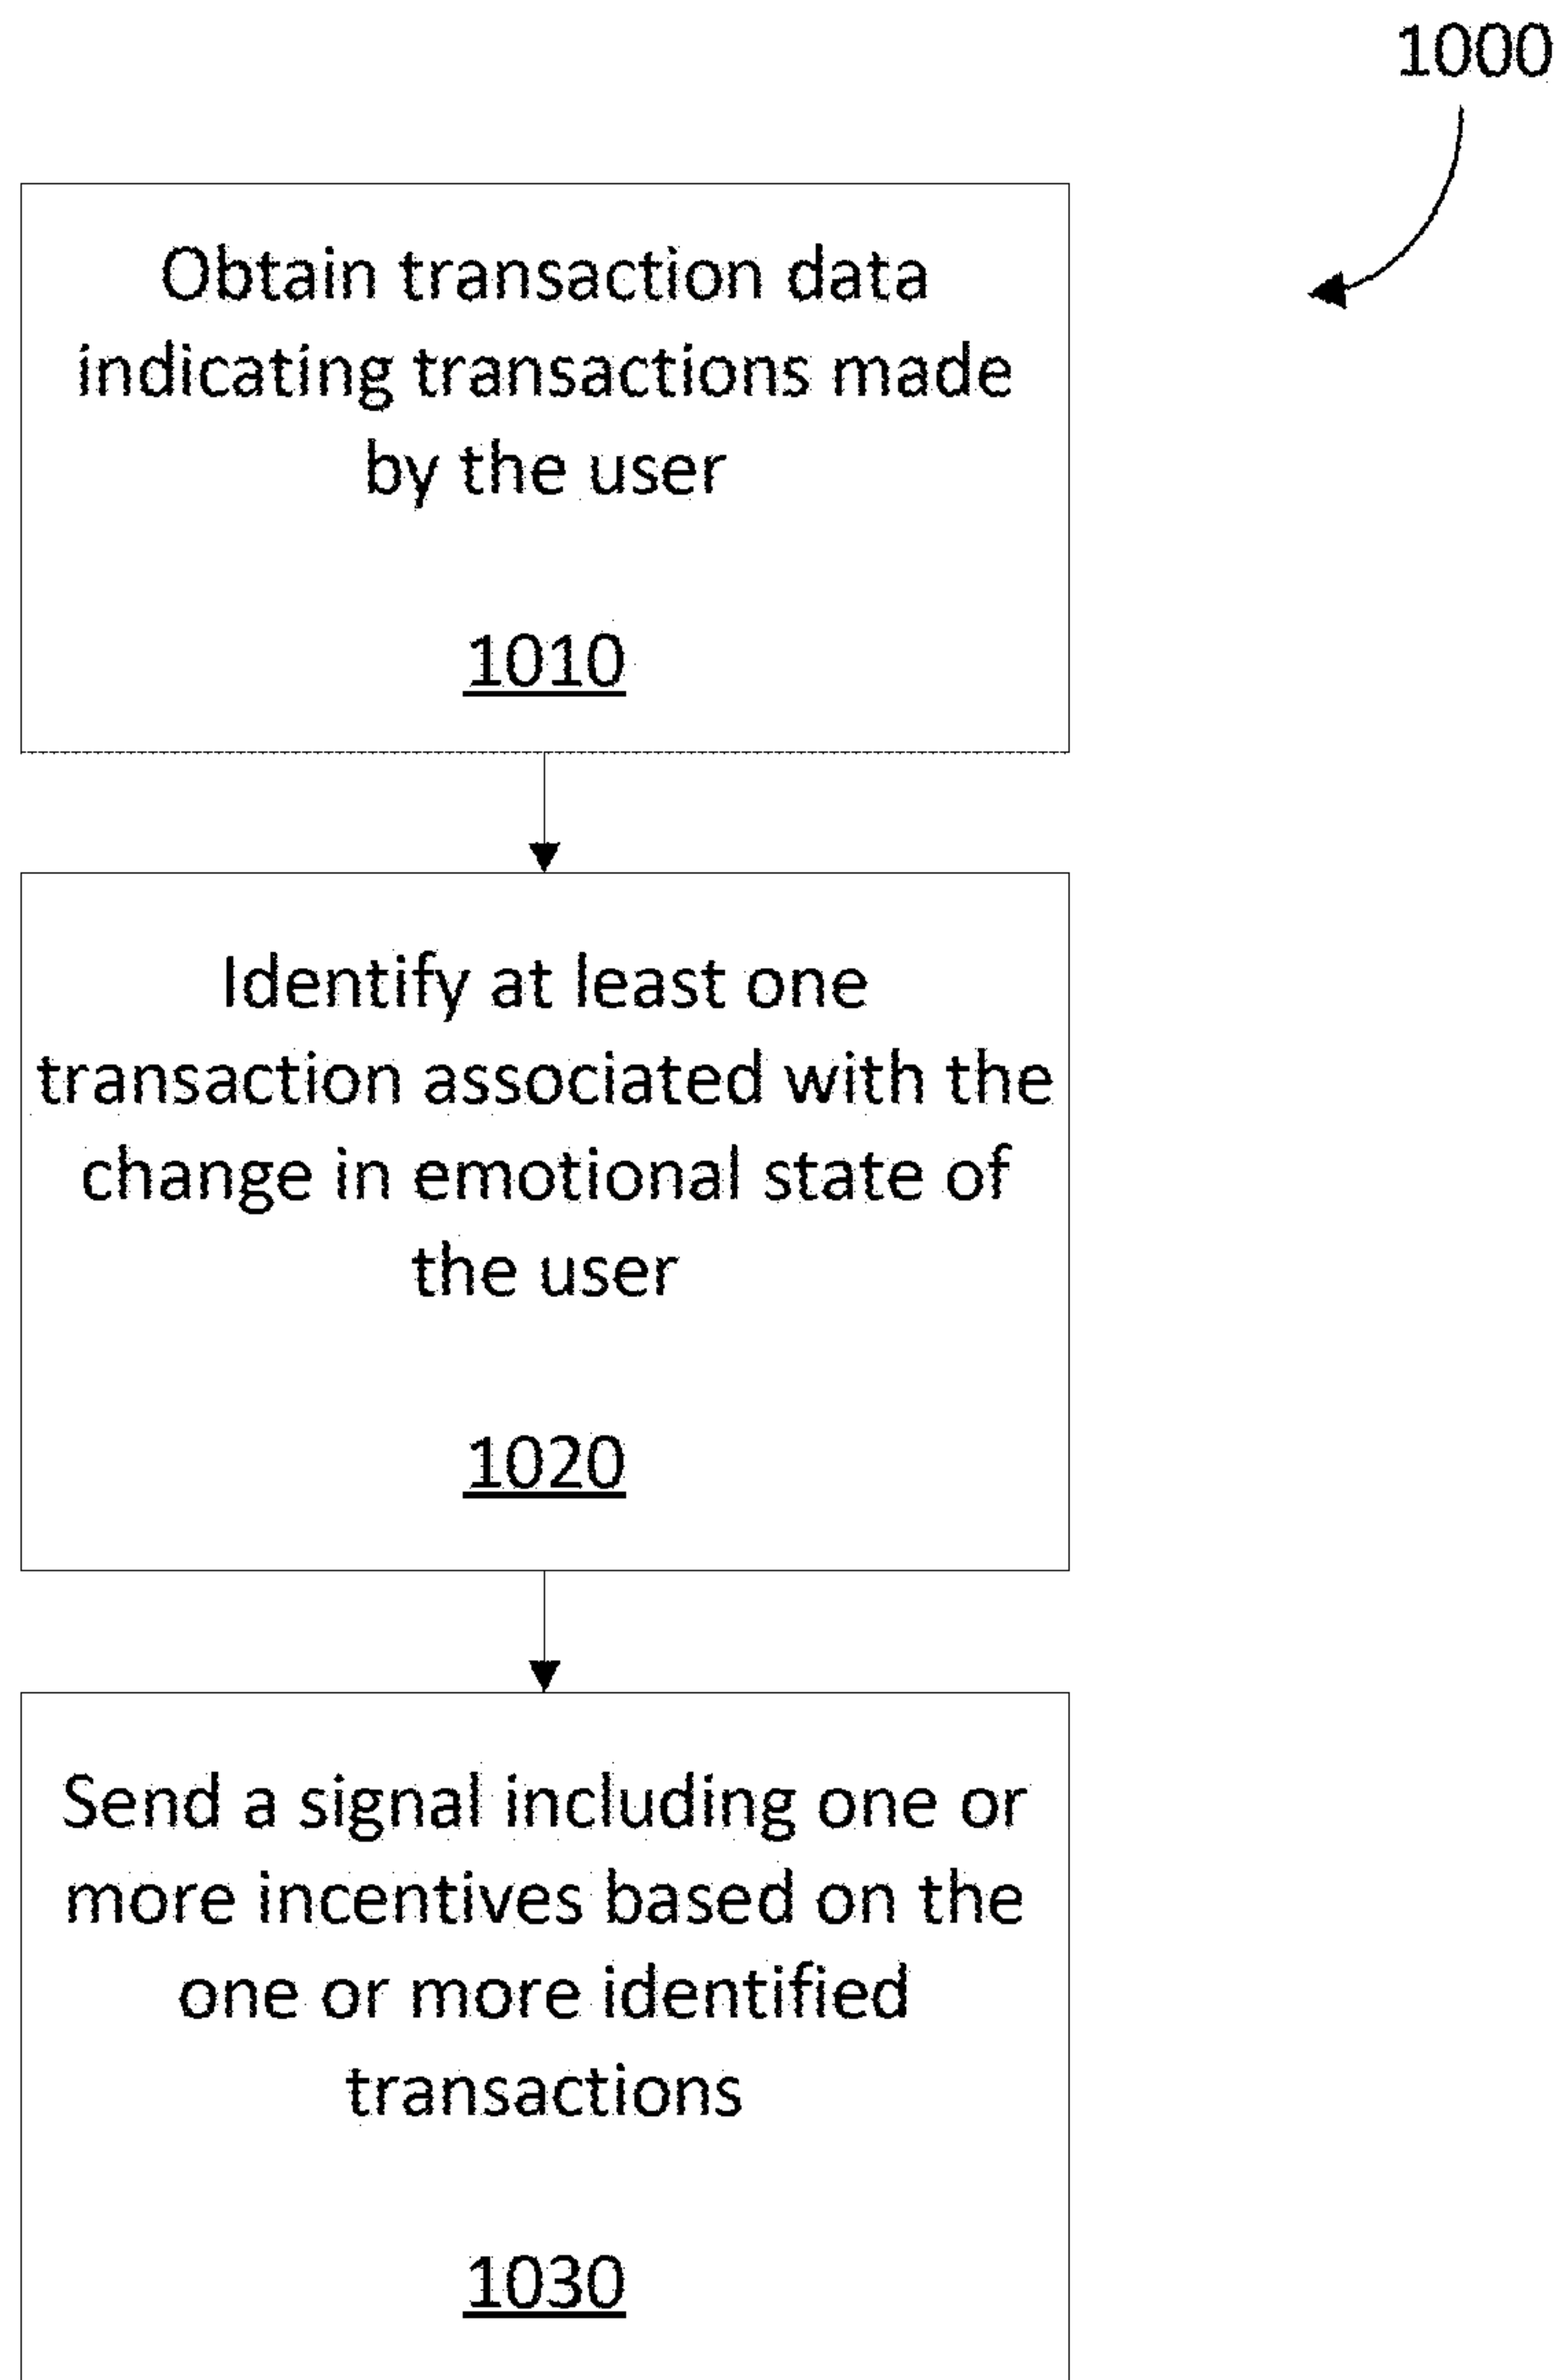 1000
Obtain transaction data
indicating transactions made
by the user
1010
Identify at least one
transaction associated with the
change in emotional state of
the user
1020
Send a signal including one or
more incentives based on the
one or more identified
transactions
1030